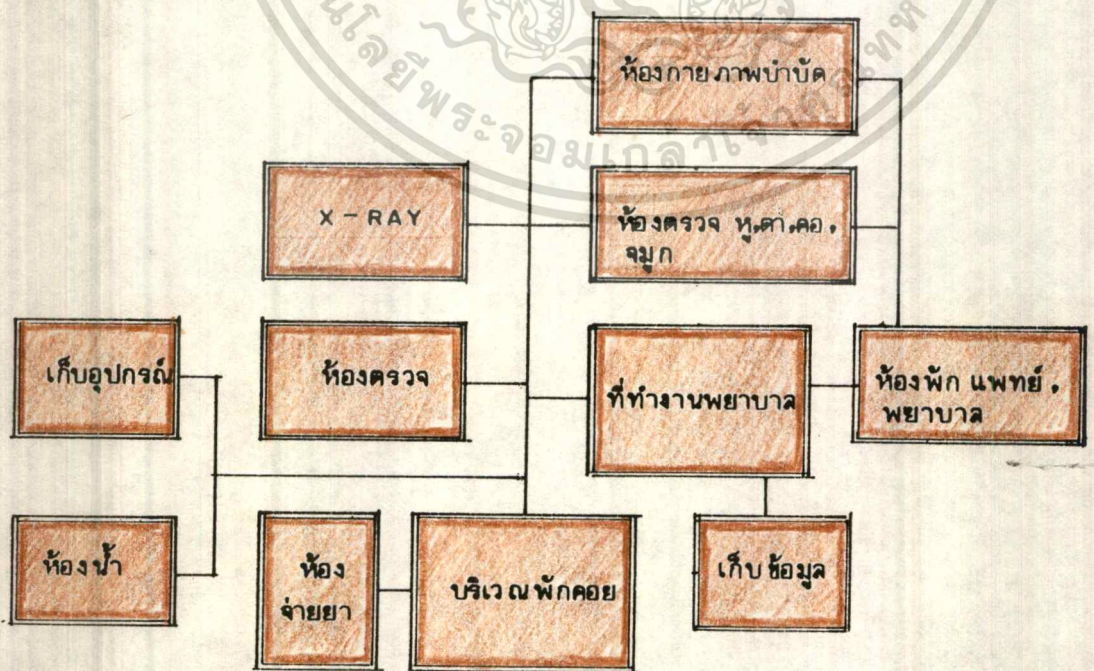 ห้องกายภาพบำบัด
X-RAY
ห้องตรวจ หู,ตา,คอ,
จมูก
เก็บอุปกรณ์
ห้องตรวจ
ที่ทำงานพยาบาล
ห้องพัก แพทย์,
พยาบาล
ห้องน้ำ
ห้อง
จ่ายยา
บริเวณพักคอย
เก็บข้อมูล